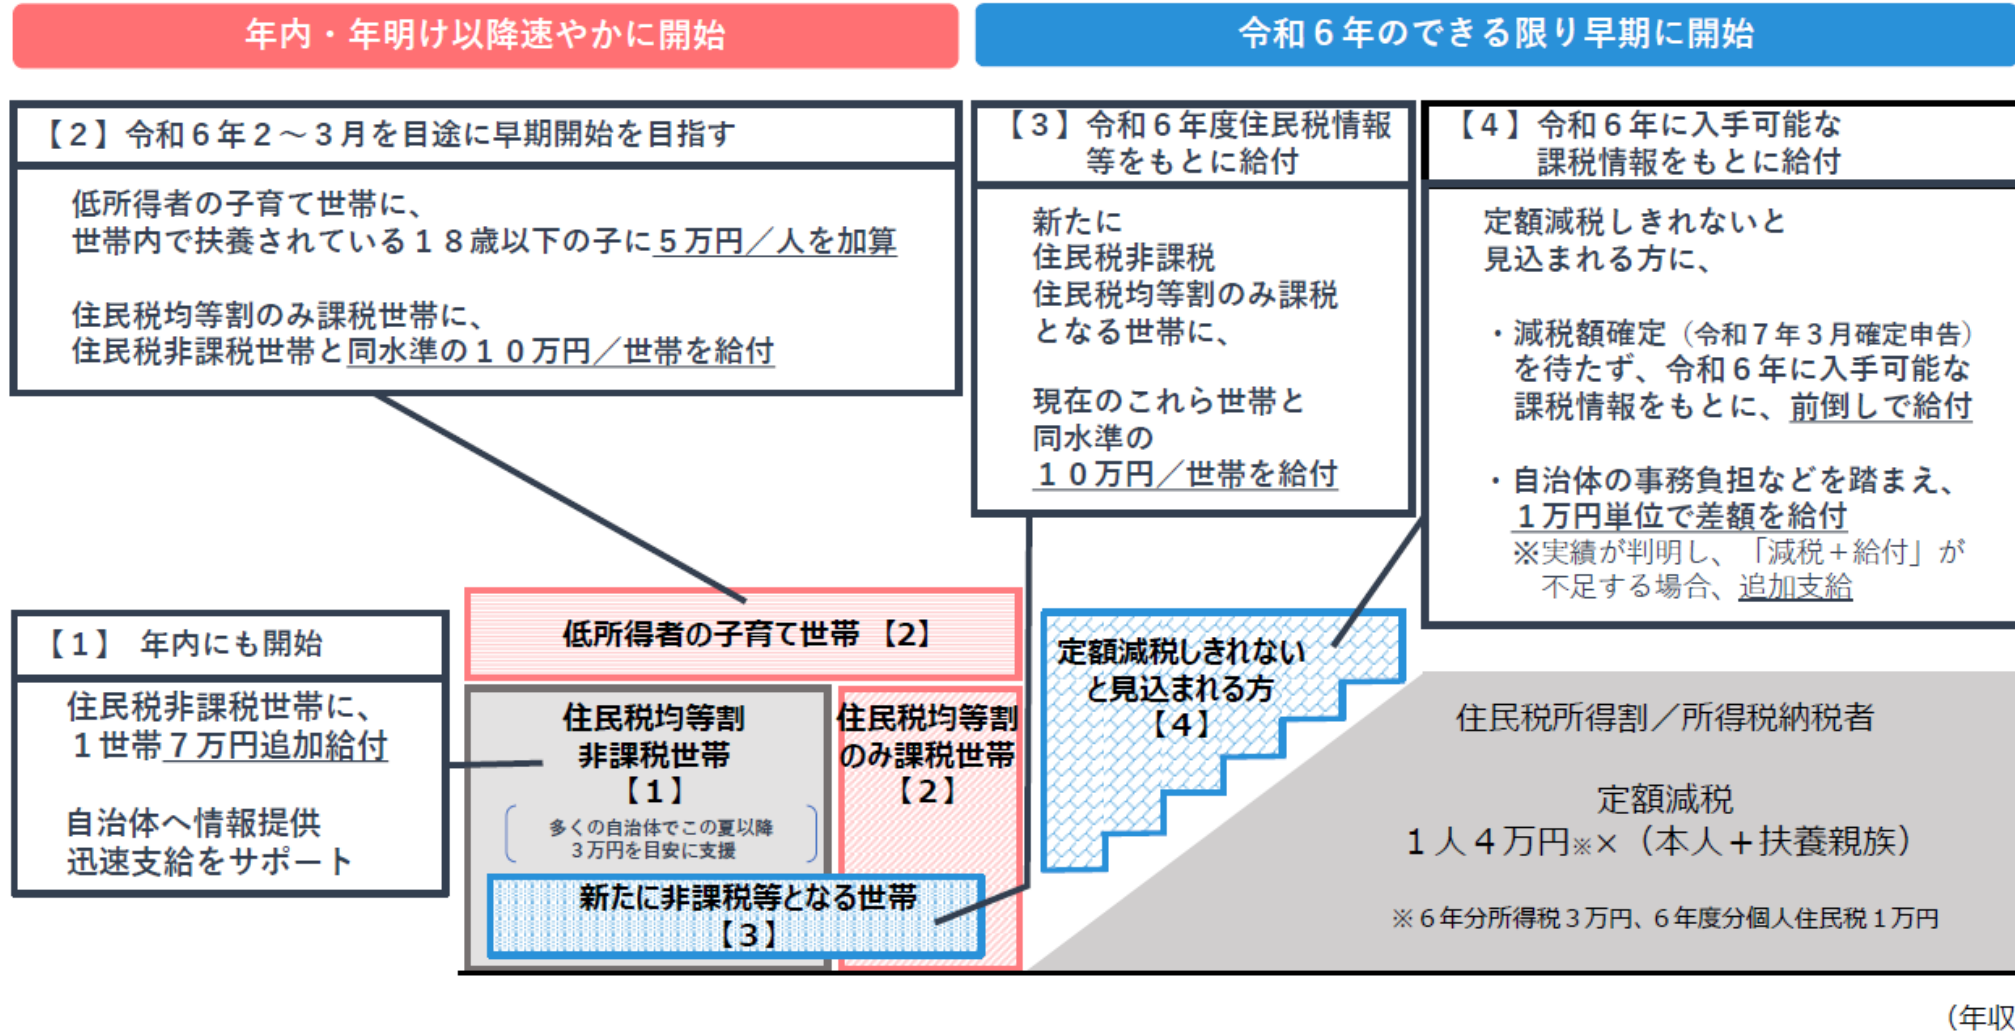 年内・年明け以降速やかに開始
令和６年のできる限り早期に開始
【２】令和６年２～３月を目途に早期開始を目指す
低所得者の子育て世帯に、
世帯内で扶養されている１８歳以下の子に５万円／人を加算
住民税均等割のみ課税世帯に、
住民税非課税世帯と同水準の１０万円／世帯を給付
【３】令和６年度住民税情報
等をもとに給付
新たに
住民税非課税
住民税均等割のみ課税
となる世帯に、
現在のこれら世帯と
同水準の
１０万円／世帯を給付
【４】令和６年に入手可能な
課税情報をもとに給付
定額減税しきれないと
見込まれる方に、
・減税額確定（令和７年３月確定申告）
を待たず、令和６年に入手可能な
課税情報をもとに、前倒しで給付
・自治体の事務負担などを踏まえ、
１万円単位で差額を給付
※実績が判明し、「減税＋給付」が
不足する場合、追加支給
【１】 年内にも開始
住民税非課税世帯に、
１世帯７万円追加給付
自治体へ情報提供
迅速支給をサポート
低所得者の子育て世帯【２】
住民税均等割
非課税世帯
【１】
多くの自治体でこの夏以降
３万円を目安に支援
住民税均等割
のみ課税世帯
【２】
新たに非課税等となる世帯
【３】
定額減税しきれない
と見込まれる方
【４】
住民税所得割／所得税納税者
定額減税
１人４万円※×（本人＋扶養親族）
※６年分所得税３万円、６年度分個人住民税１万円
（年収